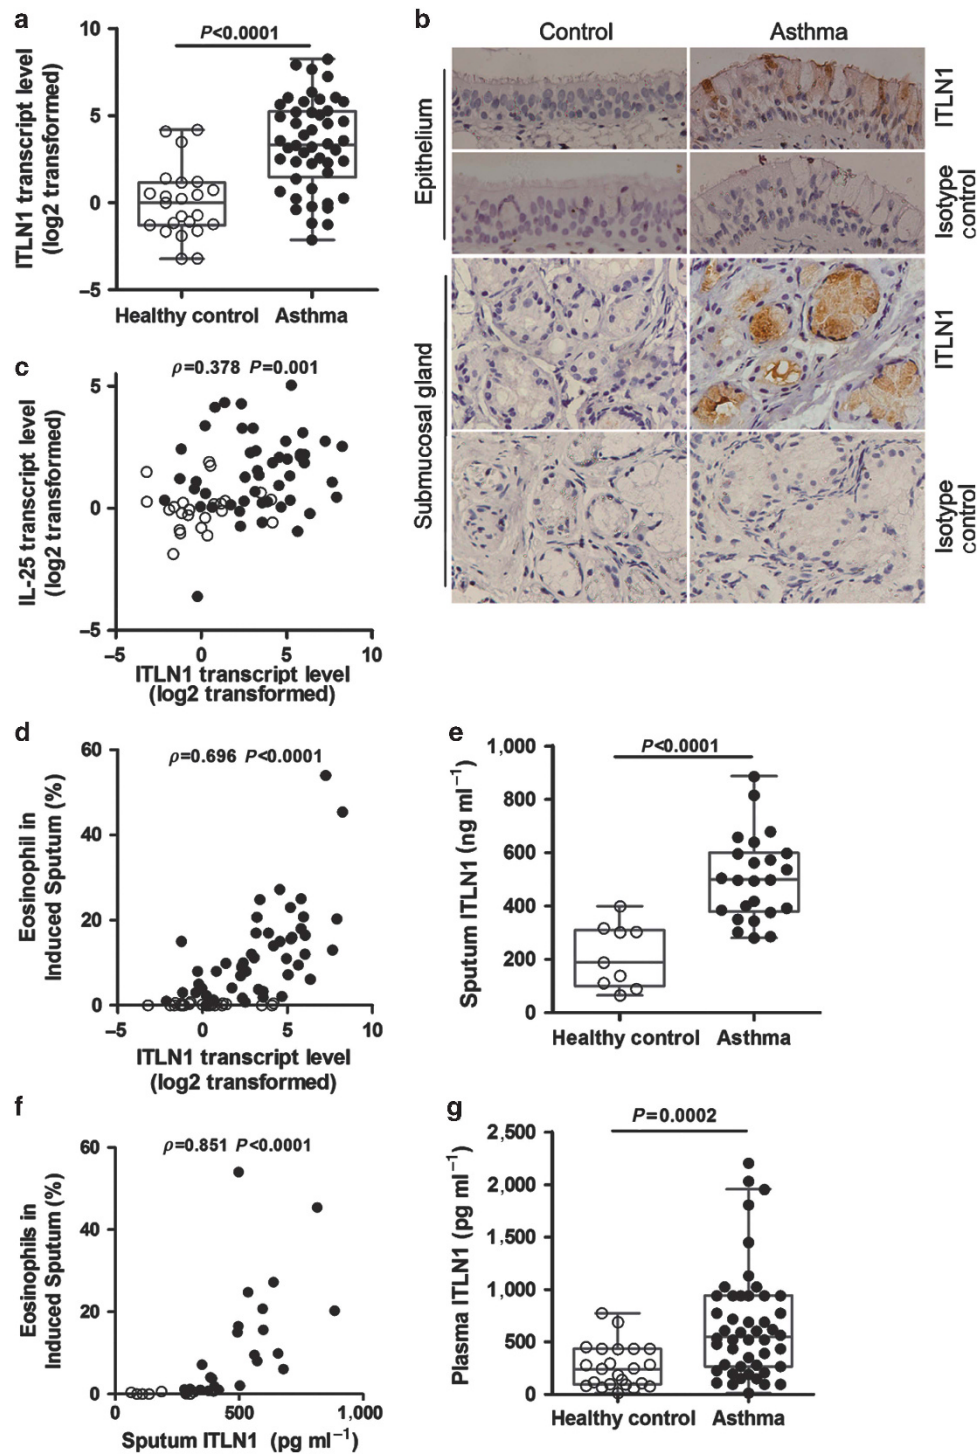 a
P<0.0001
ITLN1 transcript level
(log2 transformed)
10
5
0
−5
Healthy control
Asthma
b
Control
Asthma
Epithelium
Submucosal gland
ITLN1
Isotype
control
ITLN1
Isotype
control
c
ρ=0.378 P=0.001
IL-25 transcript level
(log2 transformed)
5
0
−5
−5
0
5
10
ITLN1 transcript level
(log2 transformed)
d
ρ=0.696 P<0.0001
Eosinophil in
Induced Sputum (%)
60
40
20
0
−5
0
5
10
ITLN1 transcript level
(log2 transformed)
e
P<0.0001
Sputum ITLN1 (ng ml−1)
1,000
800
600
400
200
0
Healthy control
Asthma
f
ρ=0.851 P<0.0001
Eosinophils in
Induced Sputum (%)
60
40
20
0
0
500
1,000
Sputum ITLN1 (pg ml−1)
g
P=0.0002
Plasma ITLN1 (pg ml−1)
2,500
2,000
1,500
1,000
500
0
Healthy control
Asthma